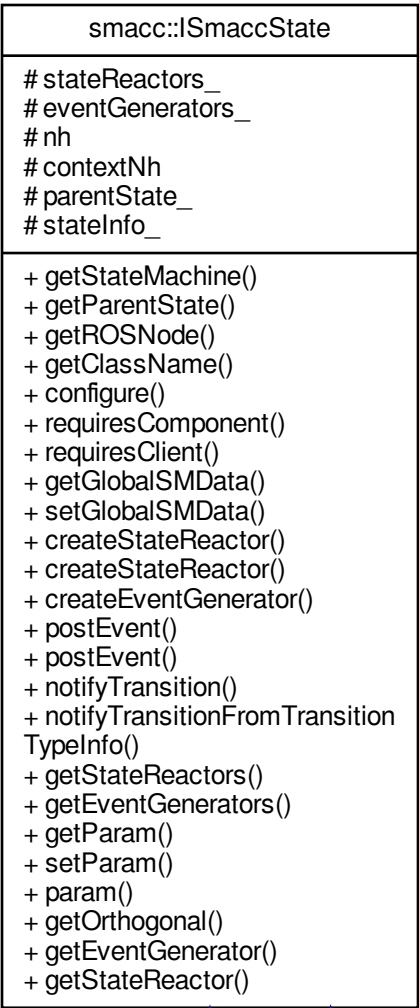 smacc::ISmaccState
# stateReactors_
# eventGenerators_
# nh
# contextNh
# parentState_
# stateInfo_
+ getStateMachine()
+ getParentState()
+ getROSNode()
+ getClassName()
+ configure()
+ requiresComponent()
+ requiresClient()
+ getGlobalSMData()
+ setGlobalSMData()
+ createStateReactor()
+ createStateReactor()
+ createEventGenerator()
+ postEvent()
+ postEvent()
+ notifyTransition()
+ notifyTransitionFromTransition
TypeInfo()
+ getStateReactors()
+ getEventGenerators()
+ getParam()
+ setParam()
+ param()
+ getOrthogonal()
+ getEventGenerator()
+ getStateReactor()